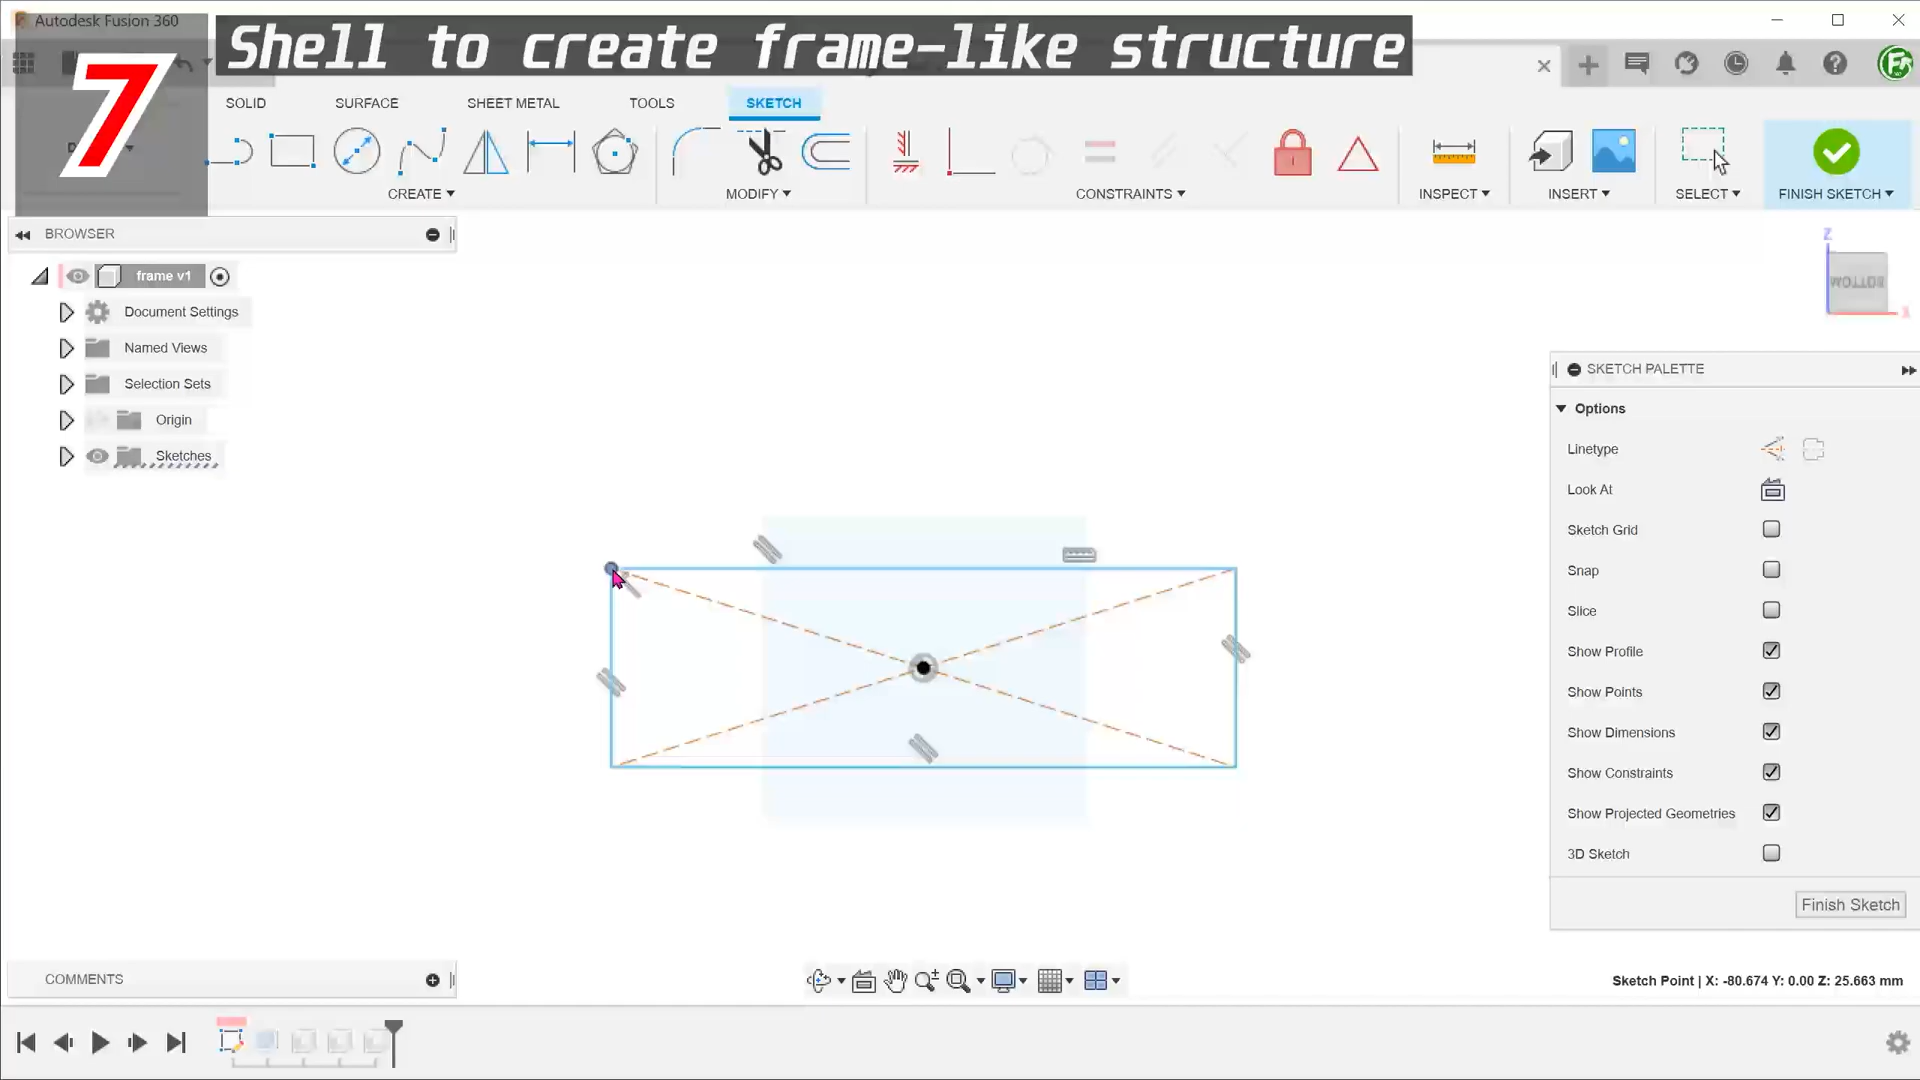 Autodesk Fusion 360
7
Shell to create frame-like structure
SOLID
SURFACE
SHEET METAL
TOOLS
SKETCH
CREATE
MODIFY
CONSTRAINTS
INSPECT
INSERT
SELECT
FINISH SKETCH
BROWSER
frame v1
Document Settings
Named Views
Selection Sets
Origin
Sketches
Z
BOTTOM
X
SKETCH PALETTE
Options
Linetype
Look At
Sketch Grid
Snap
Slice
Show Profile
Show Points
Show Dimensions
Show Constraints
Show Projected Geometries
3D Sketch
Finish Sketch
COMMENTS
Sketch Point | X: -80.674 Y: 0.00 Z: 25.663 mm